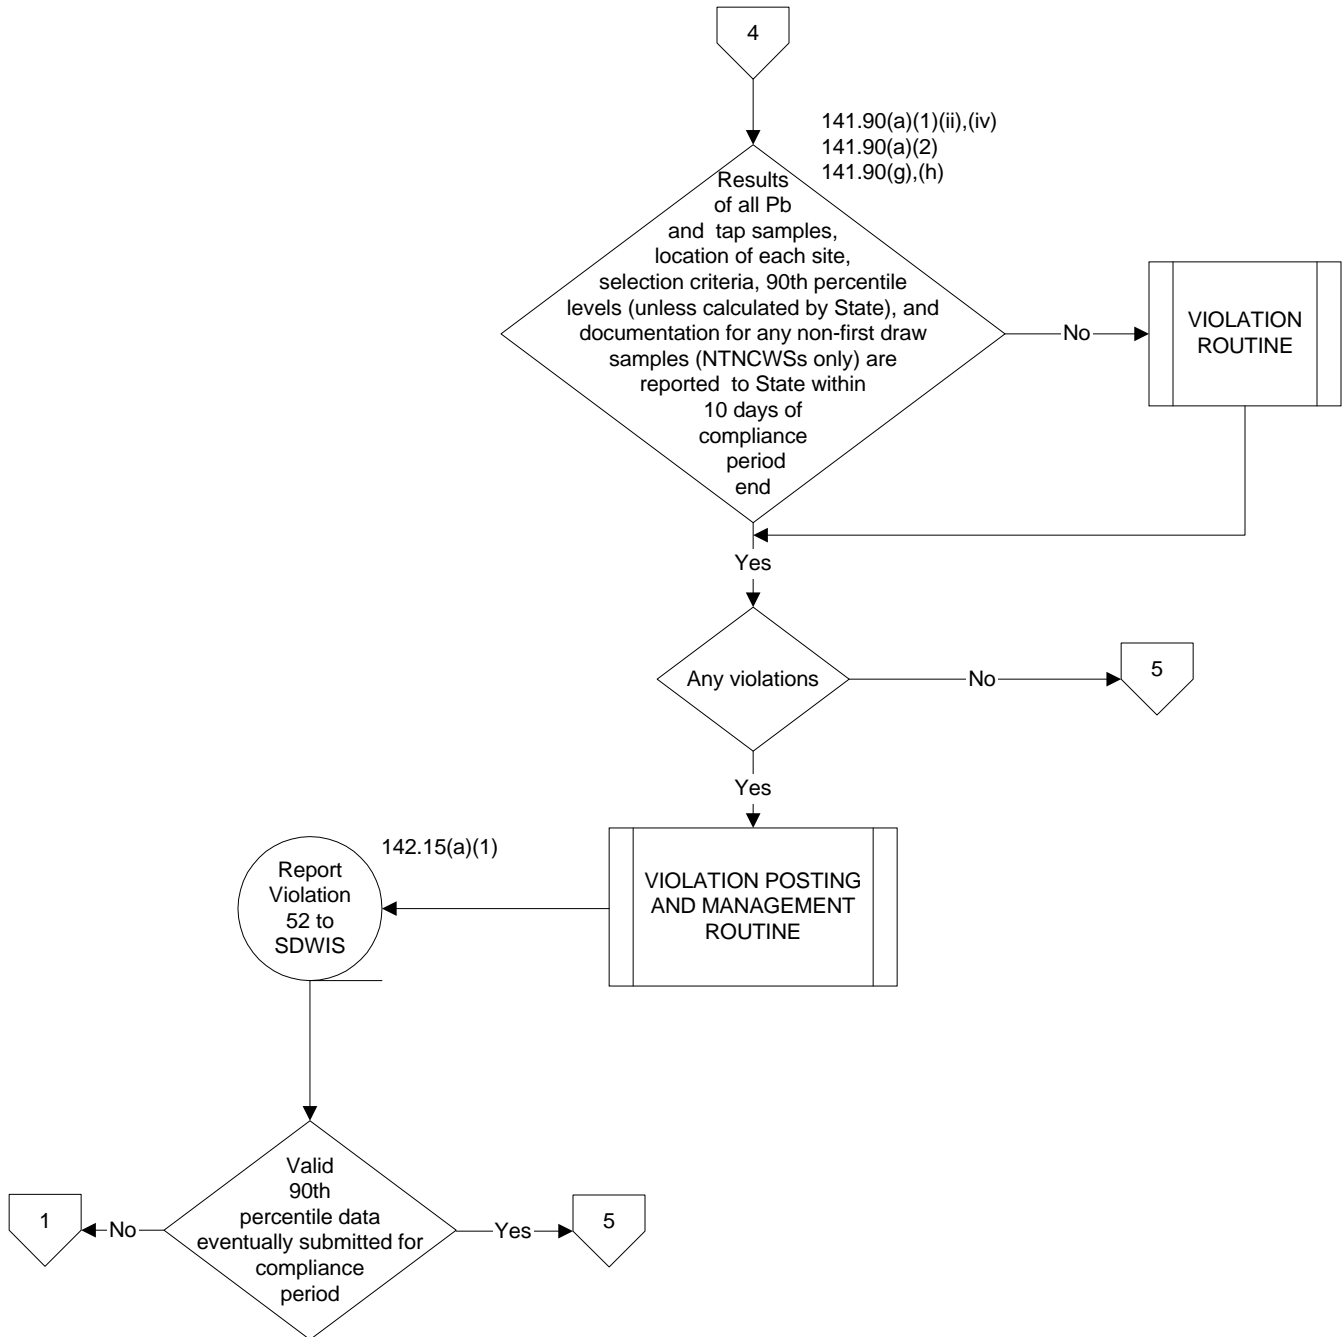 4
141.90(a)(1)(ii),(iv)
141.90(a)(2)
141.90(g),(h)
Results
of all Pb
and tap samples,
location of each site,
selection criteria, 90th percentile
levels (unless calculated by State), and
documentation for any non-first draw
samples (NTNCWSs only) are
reported to State within
10 days of
compliance
period
end
No
VIOLATION
ROUTINE
Yes
Any violations
No
5
Yes
VIOLATION POSTING
AND MANAGEMENT
ROUTINE
142.15(a)(1)
Report
Violation
52 to
SDWIS
Valid
90th
percentile data
eventually submitted for
compliance
period
No
1
Yes
5